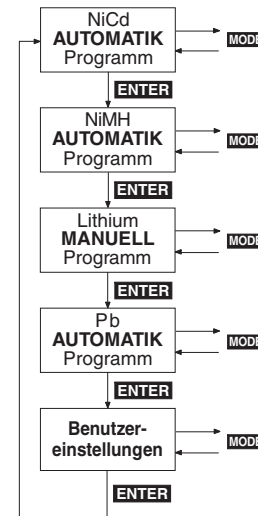 NiCd
AUTOMATIK
Programm
MODE
ENTER
NiMH
AUTOMATIK
Programm
MODE
ENTER
Lithium
MANUELL
Programm
MODE
ENTER
Pb
AUTOMATIK
Programm
MODE
ENTER
Benutzer-
einstellungen
MODE
ENTER